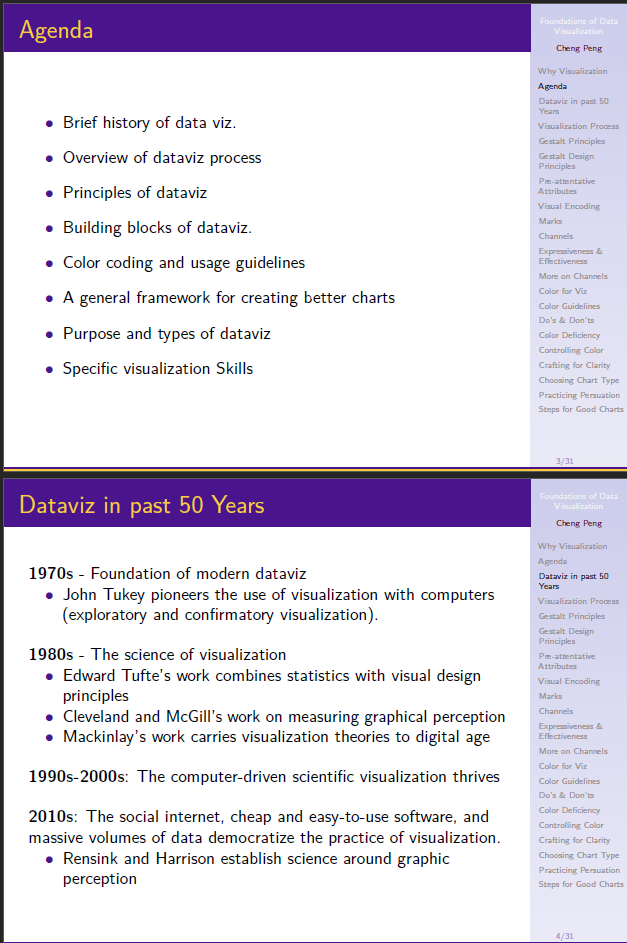 Agenda
• Brief history of data viz.
• Overview of dataviz process
• Principles of dataviz
• Building blocks of dataviz.
• Color coding and usage guidelines
• A general framework for creating better charts
• Purpose and types of dataviz
• Specific visualization Skills
Foundations of Data
Visualization
Cheng Peng
Why Visualization
Agenda
Dataviz in past 50
Years
Visualization Process
Gestalt Principles
Gestalt Design
Principles
Pre-attentative
Attributes
Visual Encoding
Marks
Channels
Expressiveness &
Effectiveness
More on Channels
Color for Viz
Color Guidelines
Do's & Don'ts
Color Deficiency
Controlling Color
Crafting for Clarity
Choosing Chart Type
Practicing Persuation
Steps for Good Charts
3/31
Dataviz in past 50 Years
1970s - Foundation of modern dataviz
• John Tukey pioneers the use of visualization with computers
(exploratory and confirmatory visualization).
1980s - The science of visualization
• Edward Tufte's work combines statistics with visual design
principles
• Cleveland and McGill's work on measuring graphical perception
• Mackinlay's work carries visualization theories to digital age
1990s-2000s: The computer-driven scientific visualization thrives
2010s: The social internet, cheap and easy-to-use software, and
massive volumes of data democratize the practice of visualization.
• Rensink and Harrison establish science around graphic
perception
Foundations of Data
Visualization
Cheng Peng
Why Visualization
Agenda
Dataviz in past 50
Years
Visualization Process
Gestalt Principles
Gestalt Design
Principles
Pre-attentative
Attributes
Visual Encoding
Marks
Channels
Expressiveness &
Effectiveness
More on Channels
Color for Viz
Color Guidelines
Do's & Don'ts
Color Deficiency
Controlling Color
Crafting for Clarity
Choosing Chart Type
Practicing Persuation
Steps for Good Charts
4/31